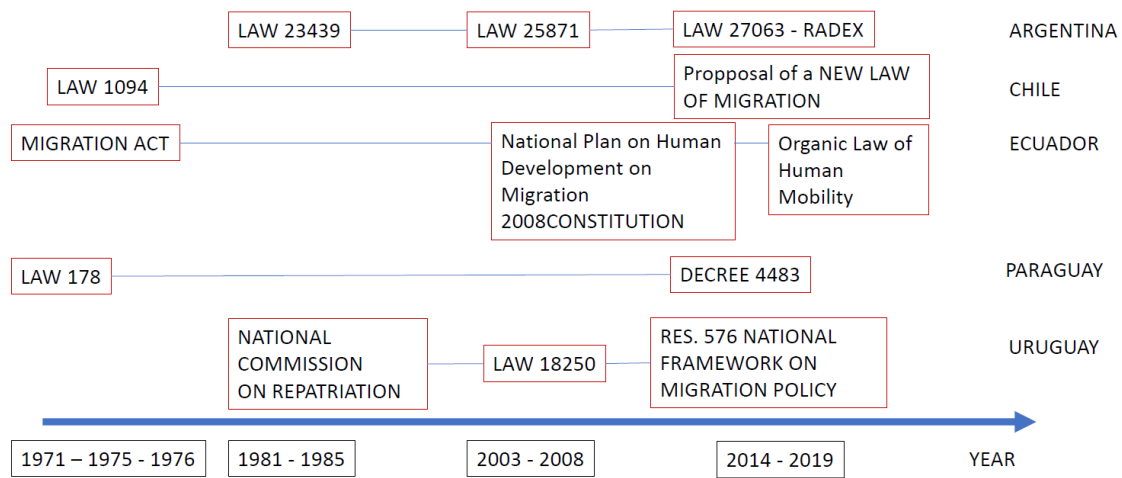 LAW 23439
LAW 25871
LAW 27063 - RADEX
ARGENTINA
LAW 1094
Propposal of a NEW LAW
OF MIGRATION
CHILE
MIGRATION ACT
National Plan on Human
Development on
Migration
2008CONSTITUTION
Organic Law of
Human
Mobility
ECUADOR
LAW 178
DECREE 4483
PARAGUAY
NATIONAL
COMMISSION
ON REPATRIATION
LAW 18250
RES. 576 NATIONAL
FRAMEWORK ON
MIGRATION POLICY
URUGUAY
1971 – 1975 - 1976
1981 - 1985
2003 - 2008
2014 - 2019
YEAR